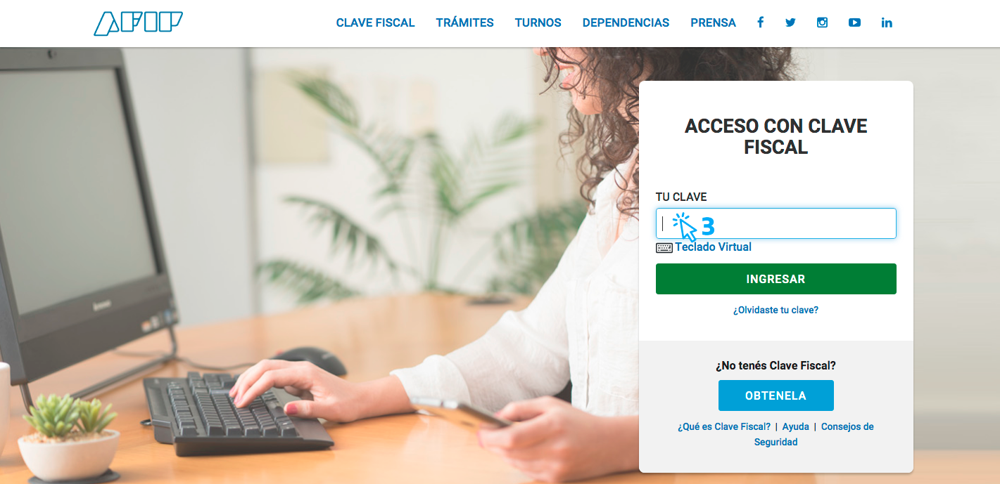 AFIP
CLAVE FISCAL TRÁMITES TURNOS DEPENDENCIAS PRENSA
ACCESO CON CLAVE
FISCAL
TU CLAVE
3
Teclado Virtual
INGRESAR
¿Olvidaste tu clave?
¿No tenés Clave Fiscal?
OBTENELA
¿Qué es Clave Fiscal? | Ayuda | Consejos de
Seguridad